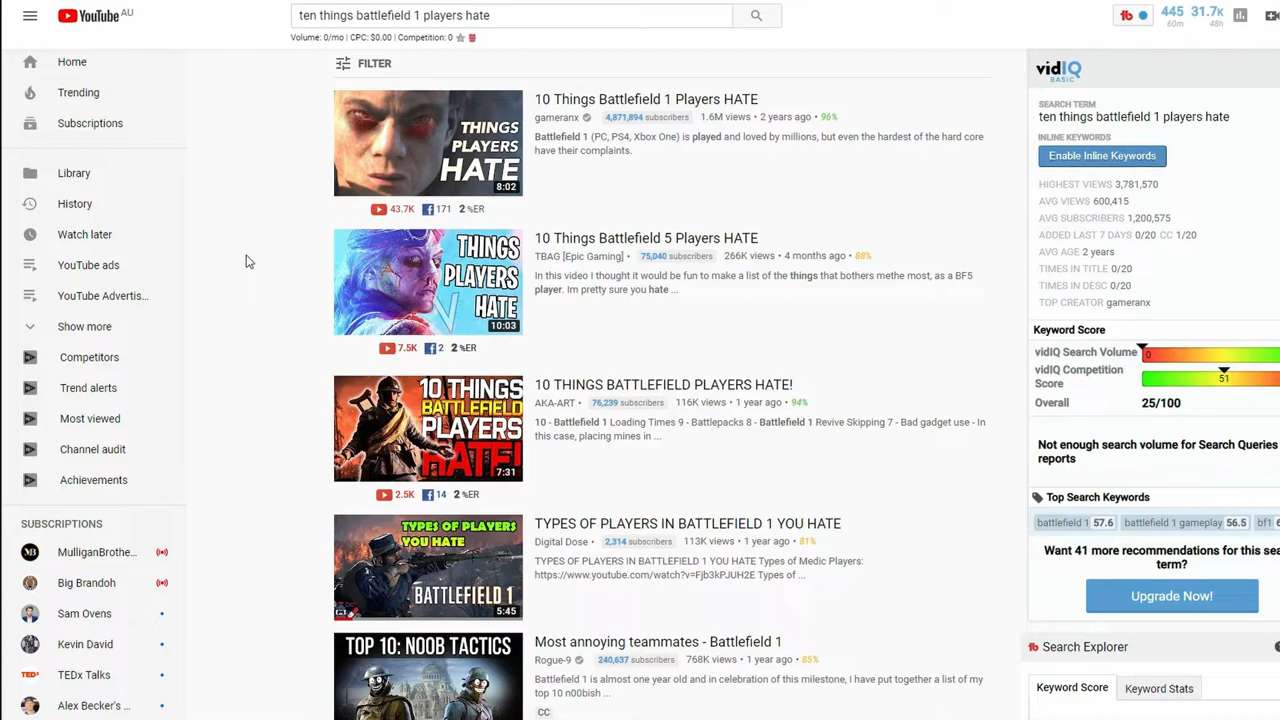 YouTube AU
ten things battlefield 1 players hate
445 31.7K
60m 48h
Volume: 0/mo | CPC: $0.00 | Competition: 0
Home
Trending
Subscriptions
Library
History
Watch later
YouTube ads
YouTube Advertis...
Show more
Competitors
Trend alerts
Most viewed
Channel audit
Achievements
SUBSCRIPTIONS
MulliganBrothe...
Big Brandoh
Sam Ovens
Kevin David
TEDx TEDx Talks
Alex Becker's ...
FILTER
THINGS
PLAYERS
HATE
8:02
10 Things Battlefield 1 Players HATE
gameranx 4,871,894 subscribers 1.6M views • 2 years ago • 96%
Battlefield 1 (PC, PS4, Xbox One) is played and loved by millions, but even the hardest of the hard core
have their complaints.
43.7K 171 2 %ER
THINGS
PLAYERS
HATE
V
10:03
10 Things Battlefield 5 Players HATE
TBAG [Epic Gaming] • 75,040 subscribers 266K views • 4 months ago • 88%
In this video I thought it would be fun to make a list of the things that bothers methe most, as a BF5
player. Im pretty sure you hate ...
7.5K 2 2 %ER
10 THINGS
BATTLEFIELD
PLAYERS
HATE!
7:31
10 THINGS BATTLEFIELD PLAYERS HATE!
AKA-ART • 76,239 subscribers 116K views • 1 year ago • 94%
10 - Battlefield 1 Loading Times 9 - Battlepacks 8 - Battlefield 1 Revive Skipping 7 - Bad gadget use - In
this case, placing mines in ...
2.5K 14 2 %ER
TYPES OF PLAYERS
YOU HATE
BATTLEFIELD 1
5:45
TYPES OF PLAYERS IN BATTLEFIELD 1 YOU HATE
Digital Dose • 2,314 subscribers 113K views • 1 year ago • 81%
TYPES OF PLAYERS IN BATTLEFIELD 1 YOU HATE Types of Medic Players:
https://www.youtube.com/watch?v=Fjb3kPJUH2E Types of ...
TOP 10: NOOB TACTICS
Most annoying teammates - Battlefield 1
Rogue-9 240,637 subscribers 768K views • 1 year ago • 85%
Battlefield 1 is almost one year old and in celebration of this milestone, I have put together a list of my
top 10 n00bish ...
CC
vidIQ
BASIC
SEARCH TERM
ten things battlefield 1 players hate
INLINE KEYWORDS
Enable Inline Keywords
HIGHEST VIEWS 3,781,570
AVG VIEWS 600,415
AVG SUBSCRIBERS 1,200,575
ADDED LAST 7 DAYS 0/20 CC 1/20
AVG AGE 2 years
TIMES IN TITLE 0/20
TIMES IN DESC 0/20
TOP CREATOR gameranx
Keyword Score
vidIQ Search Volume 0
vidIQ Competition
Score 51
Overall 25/100
Not enough search volume for Search Queries
reports
Top Search Keywords
battlefield 1 57.6 battlefield 1 gameplay 56.5 bf1 6
Want 41 more recommendations for this sea
term?
Upgrade Now!
Search Explorer
Keyword Score Keyword Stats